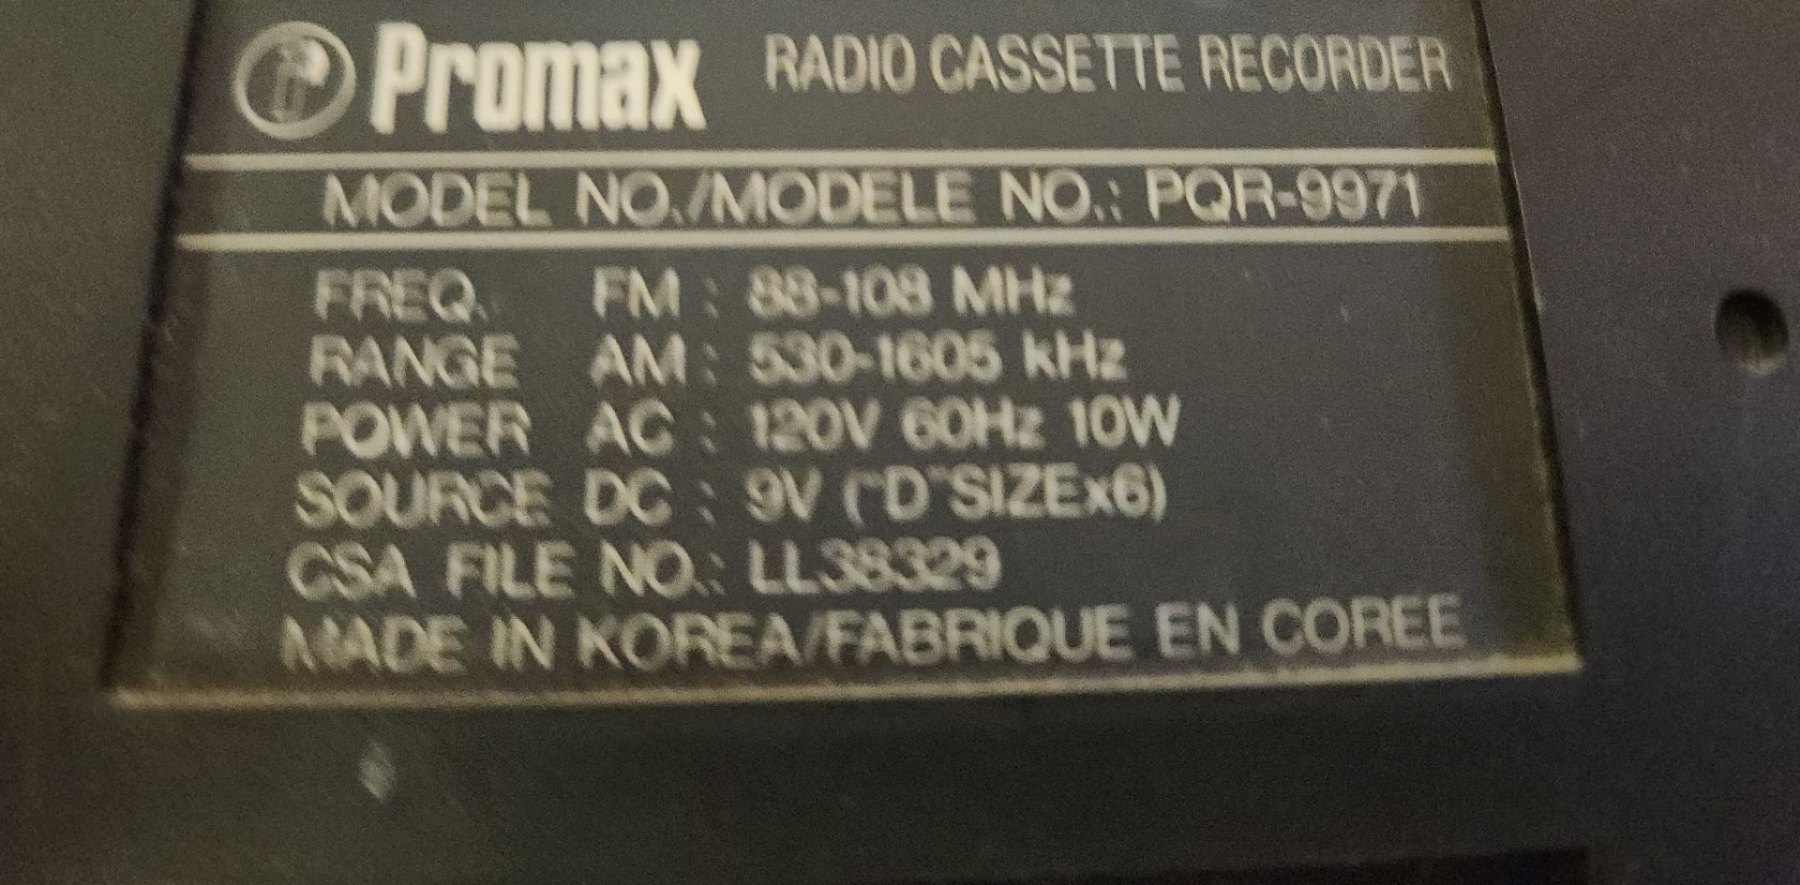 Promax RADIO CASSETTE RECORDER
MODEL NO./MODELE NO.: PQR-9971
FREQ. FM : 88-108 MHz
RANGE AM : 530-1605 kHz
POWER AC : 120V 60Hz 10W
SOURCE DC : 9V ("D"SIZEx6)
CSA FILE NO.: LL38329
MADE IN KOREA/FABRIQUE EN COREE